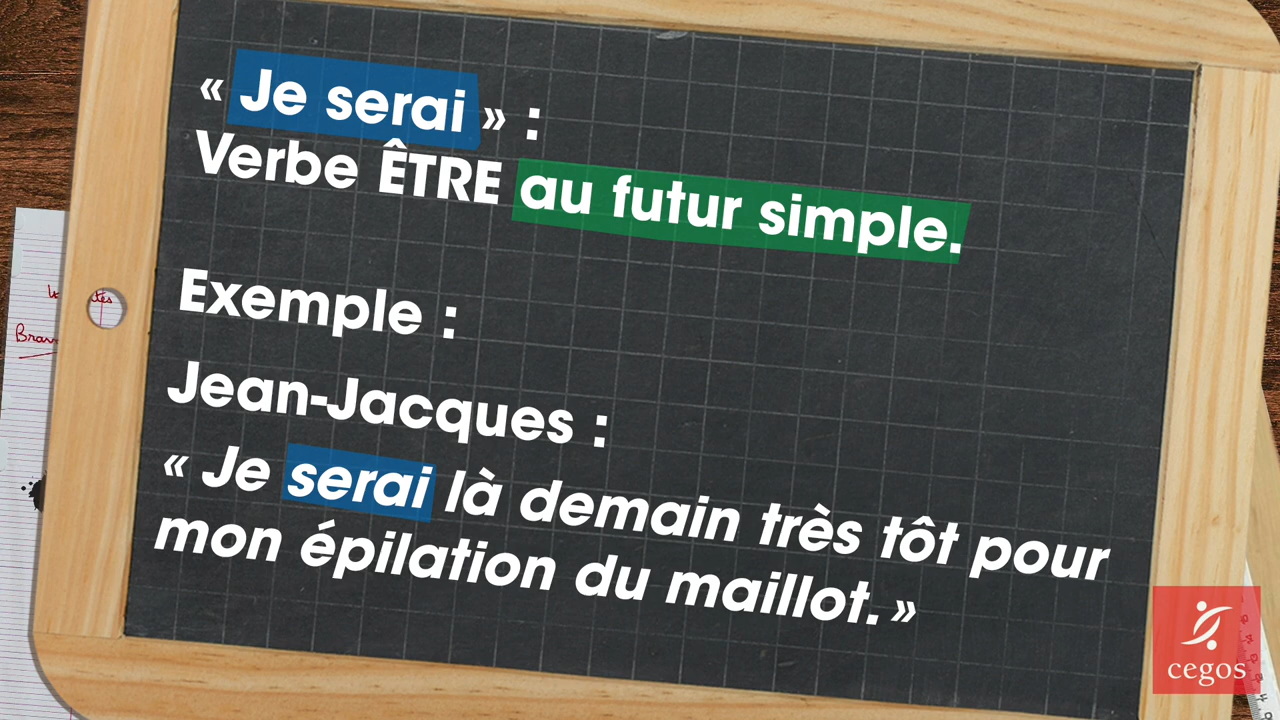 « Je serai » :
Verbe ÊTRE au futur simple.
Exemple :
Jean-Jacques :
« Je serai là demain très tôt pour
mon épilation du maillot. »
cegos